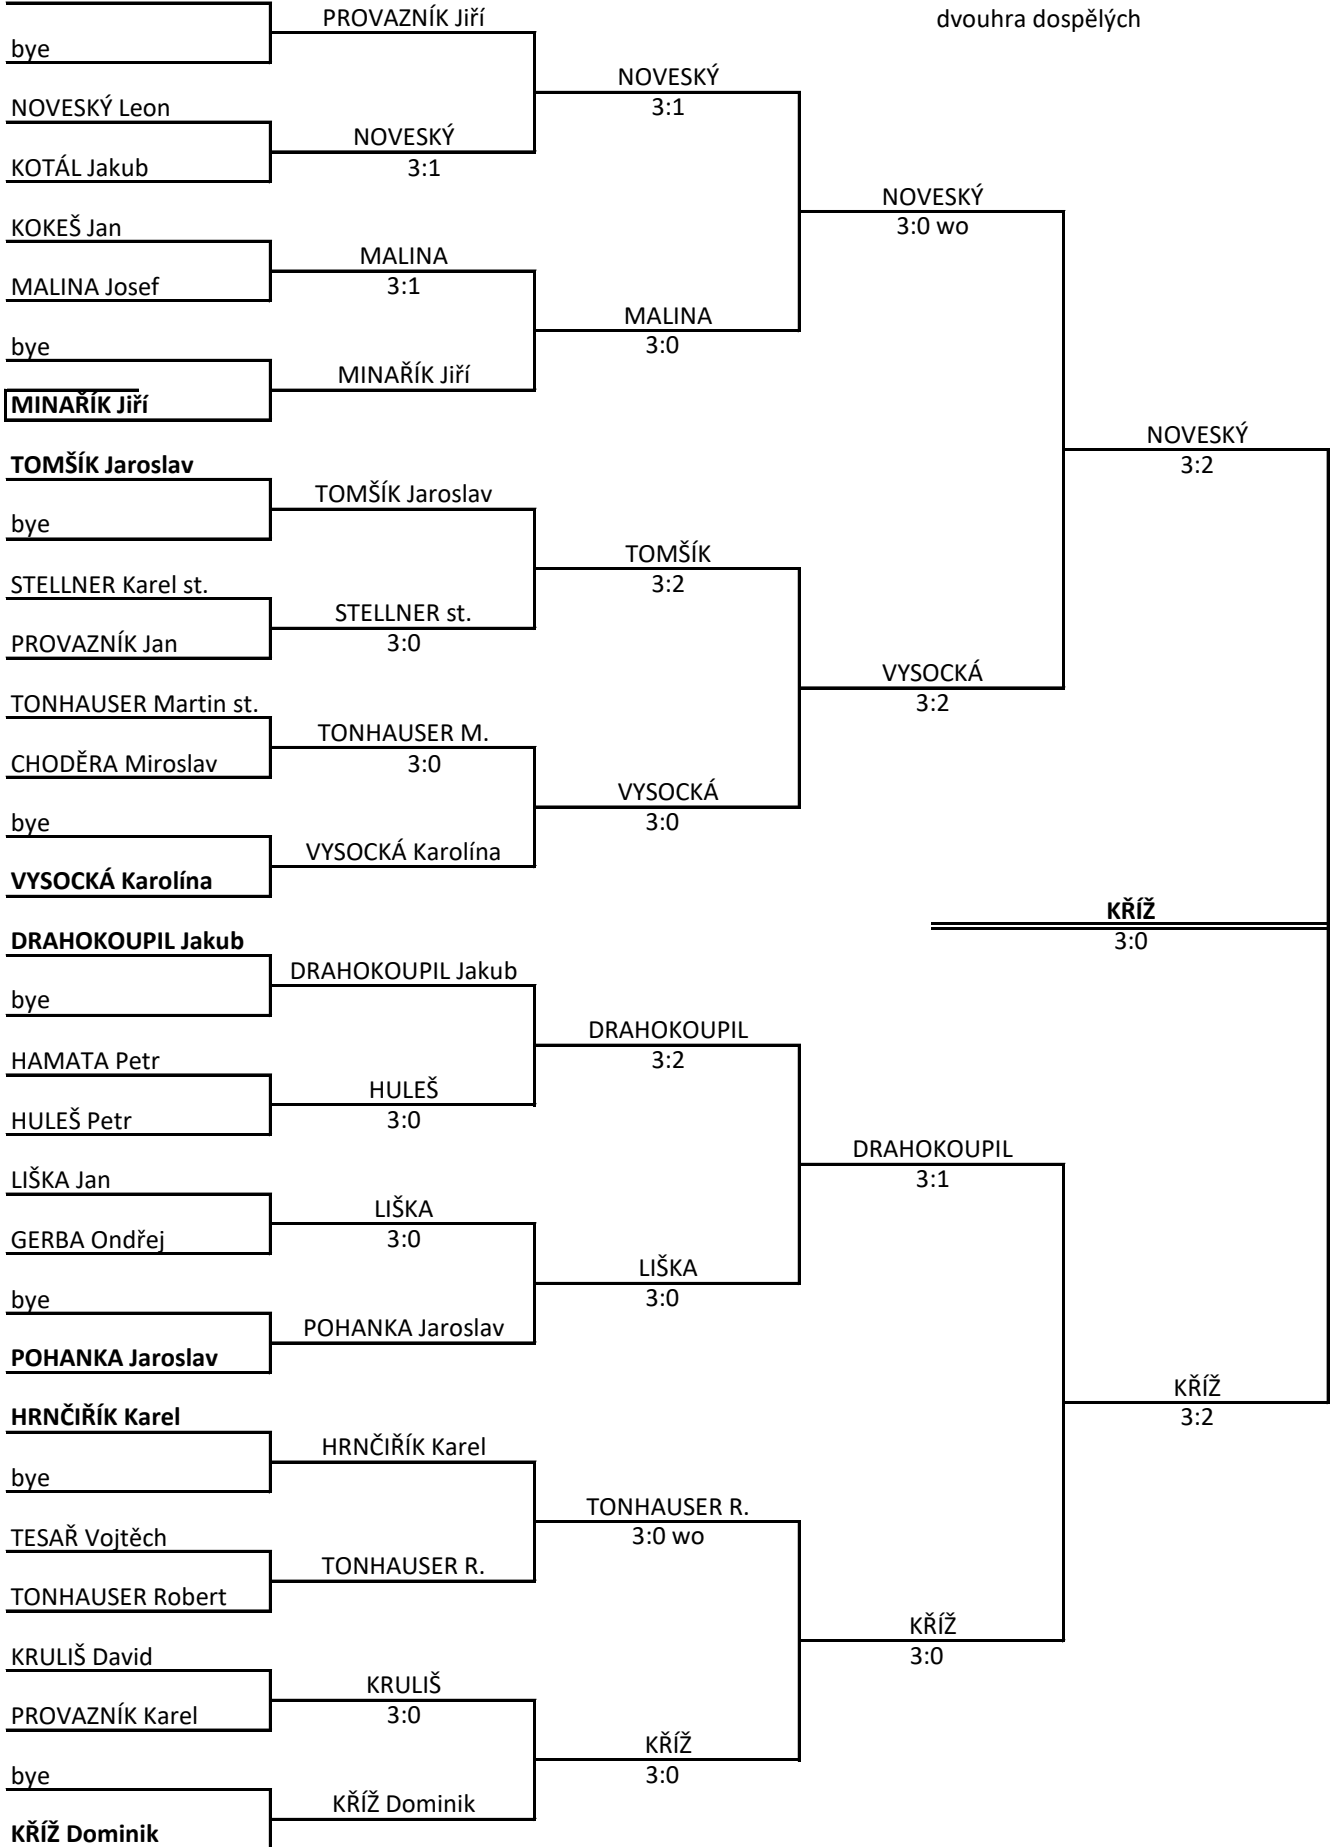 PROVAZNÍK Jiří
dvouhra dospělých
bye
NOVESKÝ
3:1
NOVESKÝ Leon
NOVESKÝ
3:1
KOTÁL Jakub
NOVESKÝ
3:0 wo
KOKEŠ Jan
MALINA
3:1
MALINA Josef
MALINA
3:0
bye
MINAŘÍK Jiří
MINAŘÍK Jiří
NOVESKÝ
3:2
TOMŠÍK Jaroslav
TOMŠÍK Jaroslav
bye
TOMŠÍK
3:2
STELLNER Karel st.
STELLNER st.
3:0
PROVAZNÍK Jan
VYSOCKÁ
3:2
TONHAUSER Martin st.
TONHAUSER M.
3:0
CHODĚRA Miroslav
VYSOCKÁ
3:0
bye
VYSOCKÁ Karolína
VYSOCKÁ Karolína
KŘÍŽ
3:0
DRAHOKOUPIL Jakub
DRAHOKOUPIL Jakub
bye
DRAHOKOUPIL
3:2
HAMATA Petr
HULEŠ
3:0
HULEŠ Petr
DRAHOKOUPIL
3:1
LIŠKA Jan
LIŠKA
3:0
GERBA Ondřej
LIŠKA
3:0
bye
POHANKA Jaroslav
POHANKA Jaroslav
KŘÍŽ
3:2
HRNČIŘÍK Karel
HRNČIŘÍK Karel
bye
TONHAUSER R.
3:0 wo
TESAŘ Vojtěch
TONHAUSER R.
TONHAUSER Robert
KŘÍŽ
3:0
KRULIŠ David
KRULIŠ
3:0
PROVAZNÍK Karel
KŘÍŽ
3:0
bye
KŘÍŽ Dominik
KŘÍŽ Dominik